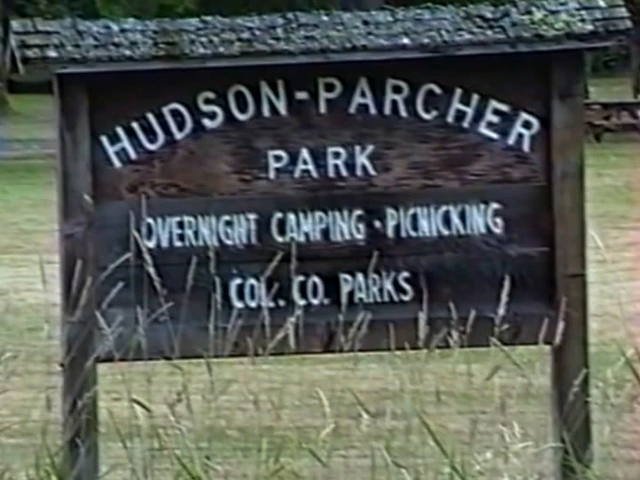 HUDSON-PARCHER
PARK
OVERNIGHT CAMPING · PICNICKING
COL. CO. PARKS